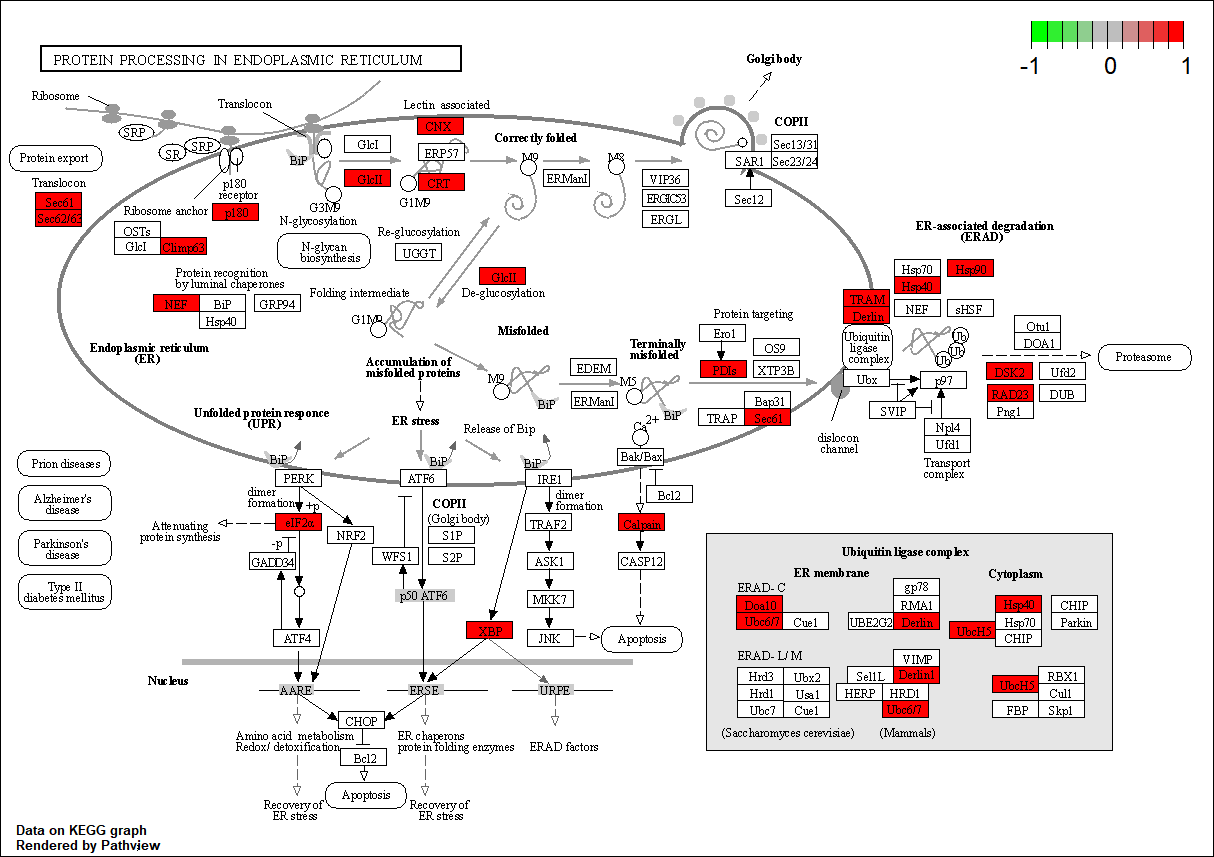 PROTEIN PROCESSING IN ENDOPLASMIC RETICULUM
-1
0
1
Golgi body
Ribosome
Translocon
Lectin associated
CNX
COPII
SRP
SRP
SR
GlcI
ERP57
Correctly folded
M9
M8
Sec13/31
SAR1
Sec23/24
Protein export
BiP
GlcII
CRT
G1M9
ERManI
VIP36
ERGIC53
ERGL
Sec12
Translocon
Sec61
Sec62/63
p180
receptor
Ribosome anchor
p180
G3M9
N-glycosylation
OSTs
GlcI
Climp63
N-glycan
biosynthesis
Re-glucosylation
UGGT
ER-associated degradation
(ERAD)
Protein recognition
by luminal chaperones
NEF
BiP
GRP94
Hsp40
GlcII
De-glucosylation
Folding intermediate
G1M9
Hsp70
Hsp90
Hsp40
TRAM
Derlin
NEF
sHSF
Endoplasmic reticulum
(ER)
Misfolded
Protein targeting
Ero1
OS9
PDIs
XTP3B
Terminally
misfolded
Ubiquitin
ligase
complex
Ub
Ub
Ub
Otu1
DOA1
Proteasome
Accumulation of
misfolded proteins
M9
BiP
EDEM
ERManI
M5
BiP
Ubx
p97
DSK2
Ufd2
RAD23
DUB
Png1
Bap31
TRAP
Sec61
SVIP
Npl4
Ufd1
Transport
complex
dislocon
channel
Unfolded protein responce
(UPR)
ER stress
Release of Bip
Ca2+
Bak/Bax
Bcl2
BiP
BiP
BiP
PERK
ATF6
IRE1
Prion diseases
Alzheimer's
disease
Parkinson's
disease
Type II
diabetes mellitus
dimer
formation
+p
eIF2α
Attenuating
protein synthesis
-p
GADD34
NRF2
COPII
(Golgi body)
S1P
S2P
WFS1
p50 ATF6
dimer
formation
TRAF2
ASK1
MKK7
JNK
Calpain
CASP12
Apoptosis
ATF4
XBP
Nucleus
AARE
ERSE
URPE
CHOP
Amino acid metabolism
Redox/ detoxification
ER chaperons
protein folding enzymes
ERAD factors
Bcl2
Apoptosis
Recovery of
ER stress
Recovery of
ER stress
Ubiquitin ligase complex
ER membrane
Cytoplasm
ERAD- C
Doa10
Ubc6/7
Cue1
gp78
RMA1
UBE2G2
Derlin
Hsp40
CHIP
UbcH5
Hsp70
Parkin
CHIP
ERAD- L/ M
Hrd3
Ubx2
Hrd1
Usa1
Ubc7
Cue1
VIMP
Sel1L
Derlin1
HERP
HRD1
Ubc6/7
RBX1
UbcH5
Cul1
FBP
Skp1
(Saccharomyces cerevisiae)
(Mammals)
Data on KEGG graph
Rendered by Pathview